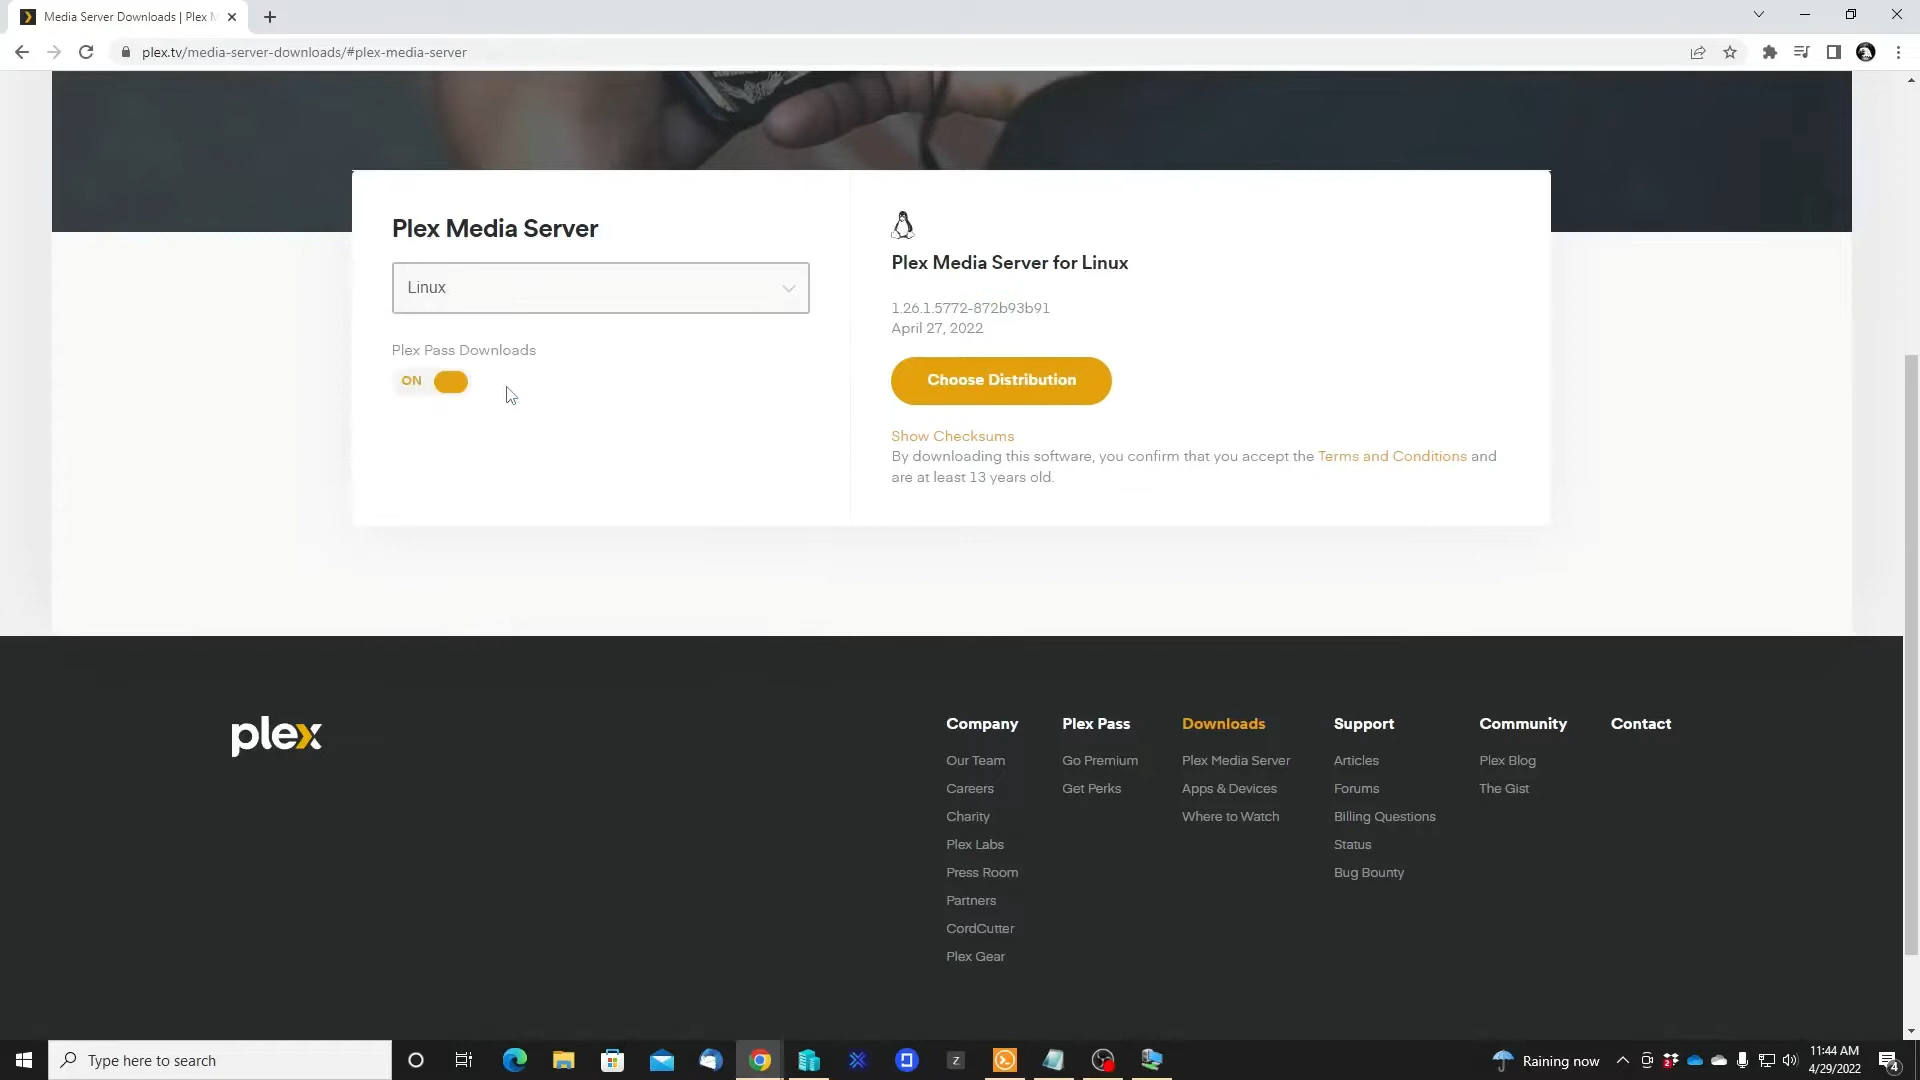 Media Server Downloads | Plex M
plex.tv/media-server-downloads/#plex-media-server
Plex Media Server
Linux
Plex Pass Downloads
ON
Plex Media Server for Linux
1.26.1.5772-872b93b91
April 27, 2022
Choose Distribution
Show Checksums
By downloading this software, you confirm that you accept the Terms and Conditions and
are at least 13 years old.
plex
Company
Our Team
Careers
Charity
Plex Labs
Press Room
Partners
CordCutter
Plex Gear
Plex Pass
Go Premium
Get Perks
Downloads
Plex Media Server
Apps & Devices
Where to Watch
Support
Articles
Forums
Billing Questions
Status
Bug Bounty
Community
Plex Blog
The Gist
Contact
Type here to search
Z
Raining now
2
11:44 AM
4/29/2022
4